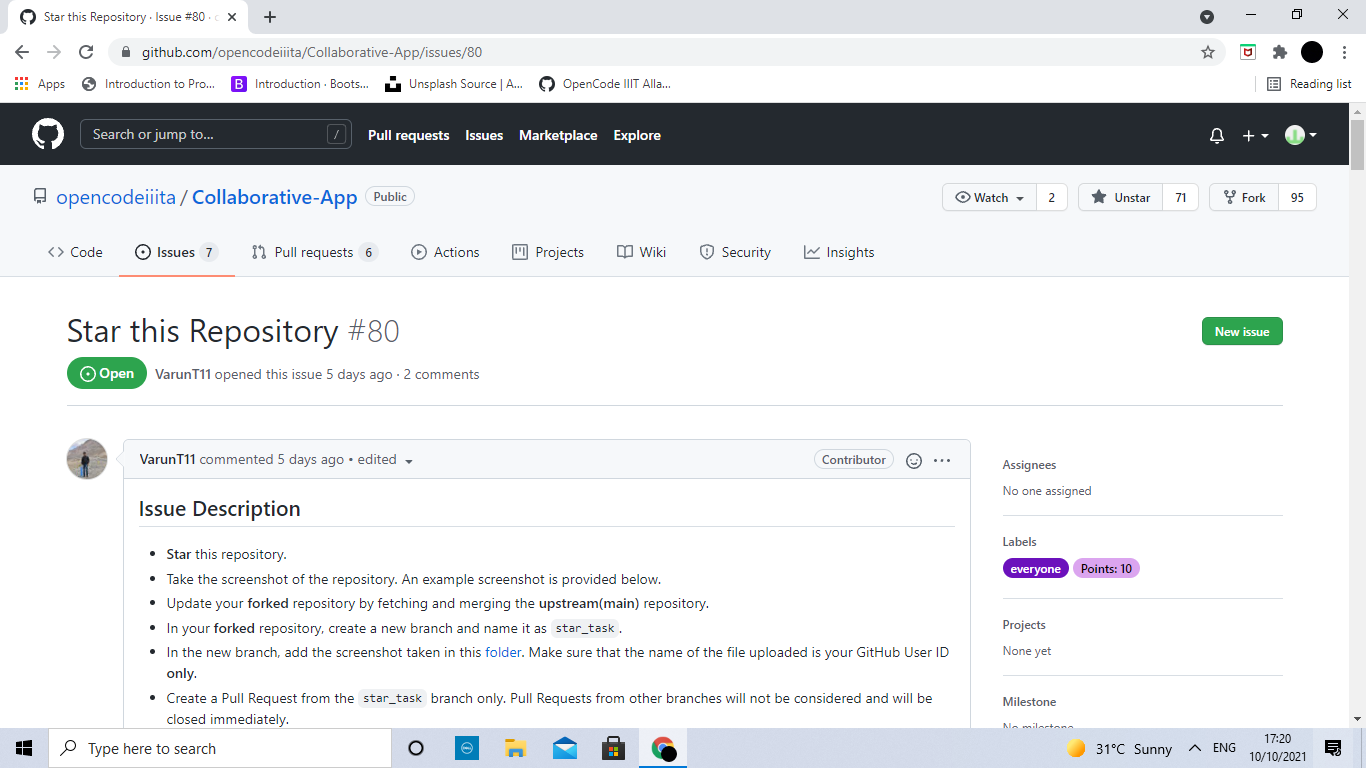 Star this Repository · Issue #80 ·
github.com/opencodeiiita/Collaborative-App/issues/80
Apps Introduction to Pro... B Introduction · Boots... Unsplash Source | A... OpenCode IIIT Alla... Reading list
Search or jump to... / Pull requests Issues Marketplace Explore
opencodeiiita / Collaborative-App Public Watch 2 Unstar 71 Fork 95
Code Issues 7 Pull requests 6 Actions Projects Wiki Security Insights
Star this Repository #80 New issue
Open VarunT11 opened this issue 5 days ago · 2 comments
VarunT11 commented 5 days ago • edited Contributor
Issue Description
• Star this repository.
• Take the screenshot of the repository. An example screenshot is provided below.
• Update your forked repository by fetching and merging the upstream(main) repository.
• In your forked repository, create a new branch and name it as star_task.
• In the new branch, add the screenshot taken in this folder. Make sure that the name of the file uploaded is your GitHub User ID
only.
• Create a Pull Request from the star_task branch only. Pull Requests from other branches will not be considered and will be
closed immediately.
Assignees
No one assigned
Labels
everyone Points: 10
Projects
None yet
Milestone
No milestone
Type here to search DELL 31°C Sunny ENG 17:20
10/10/2021